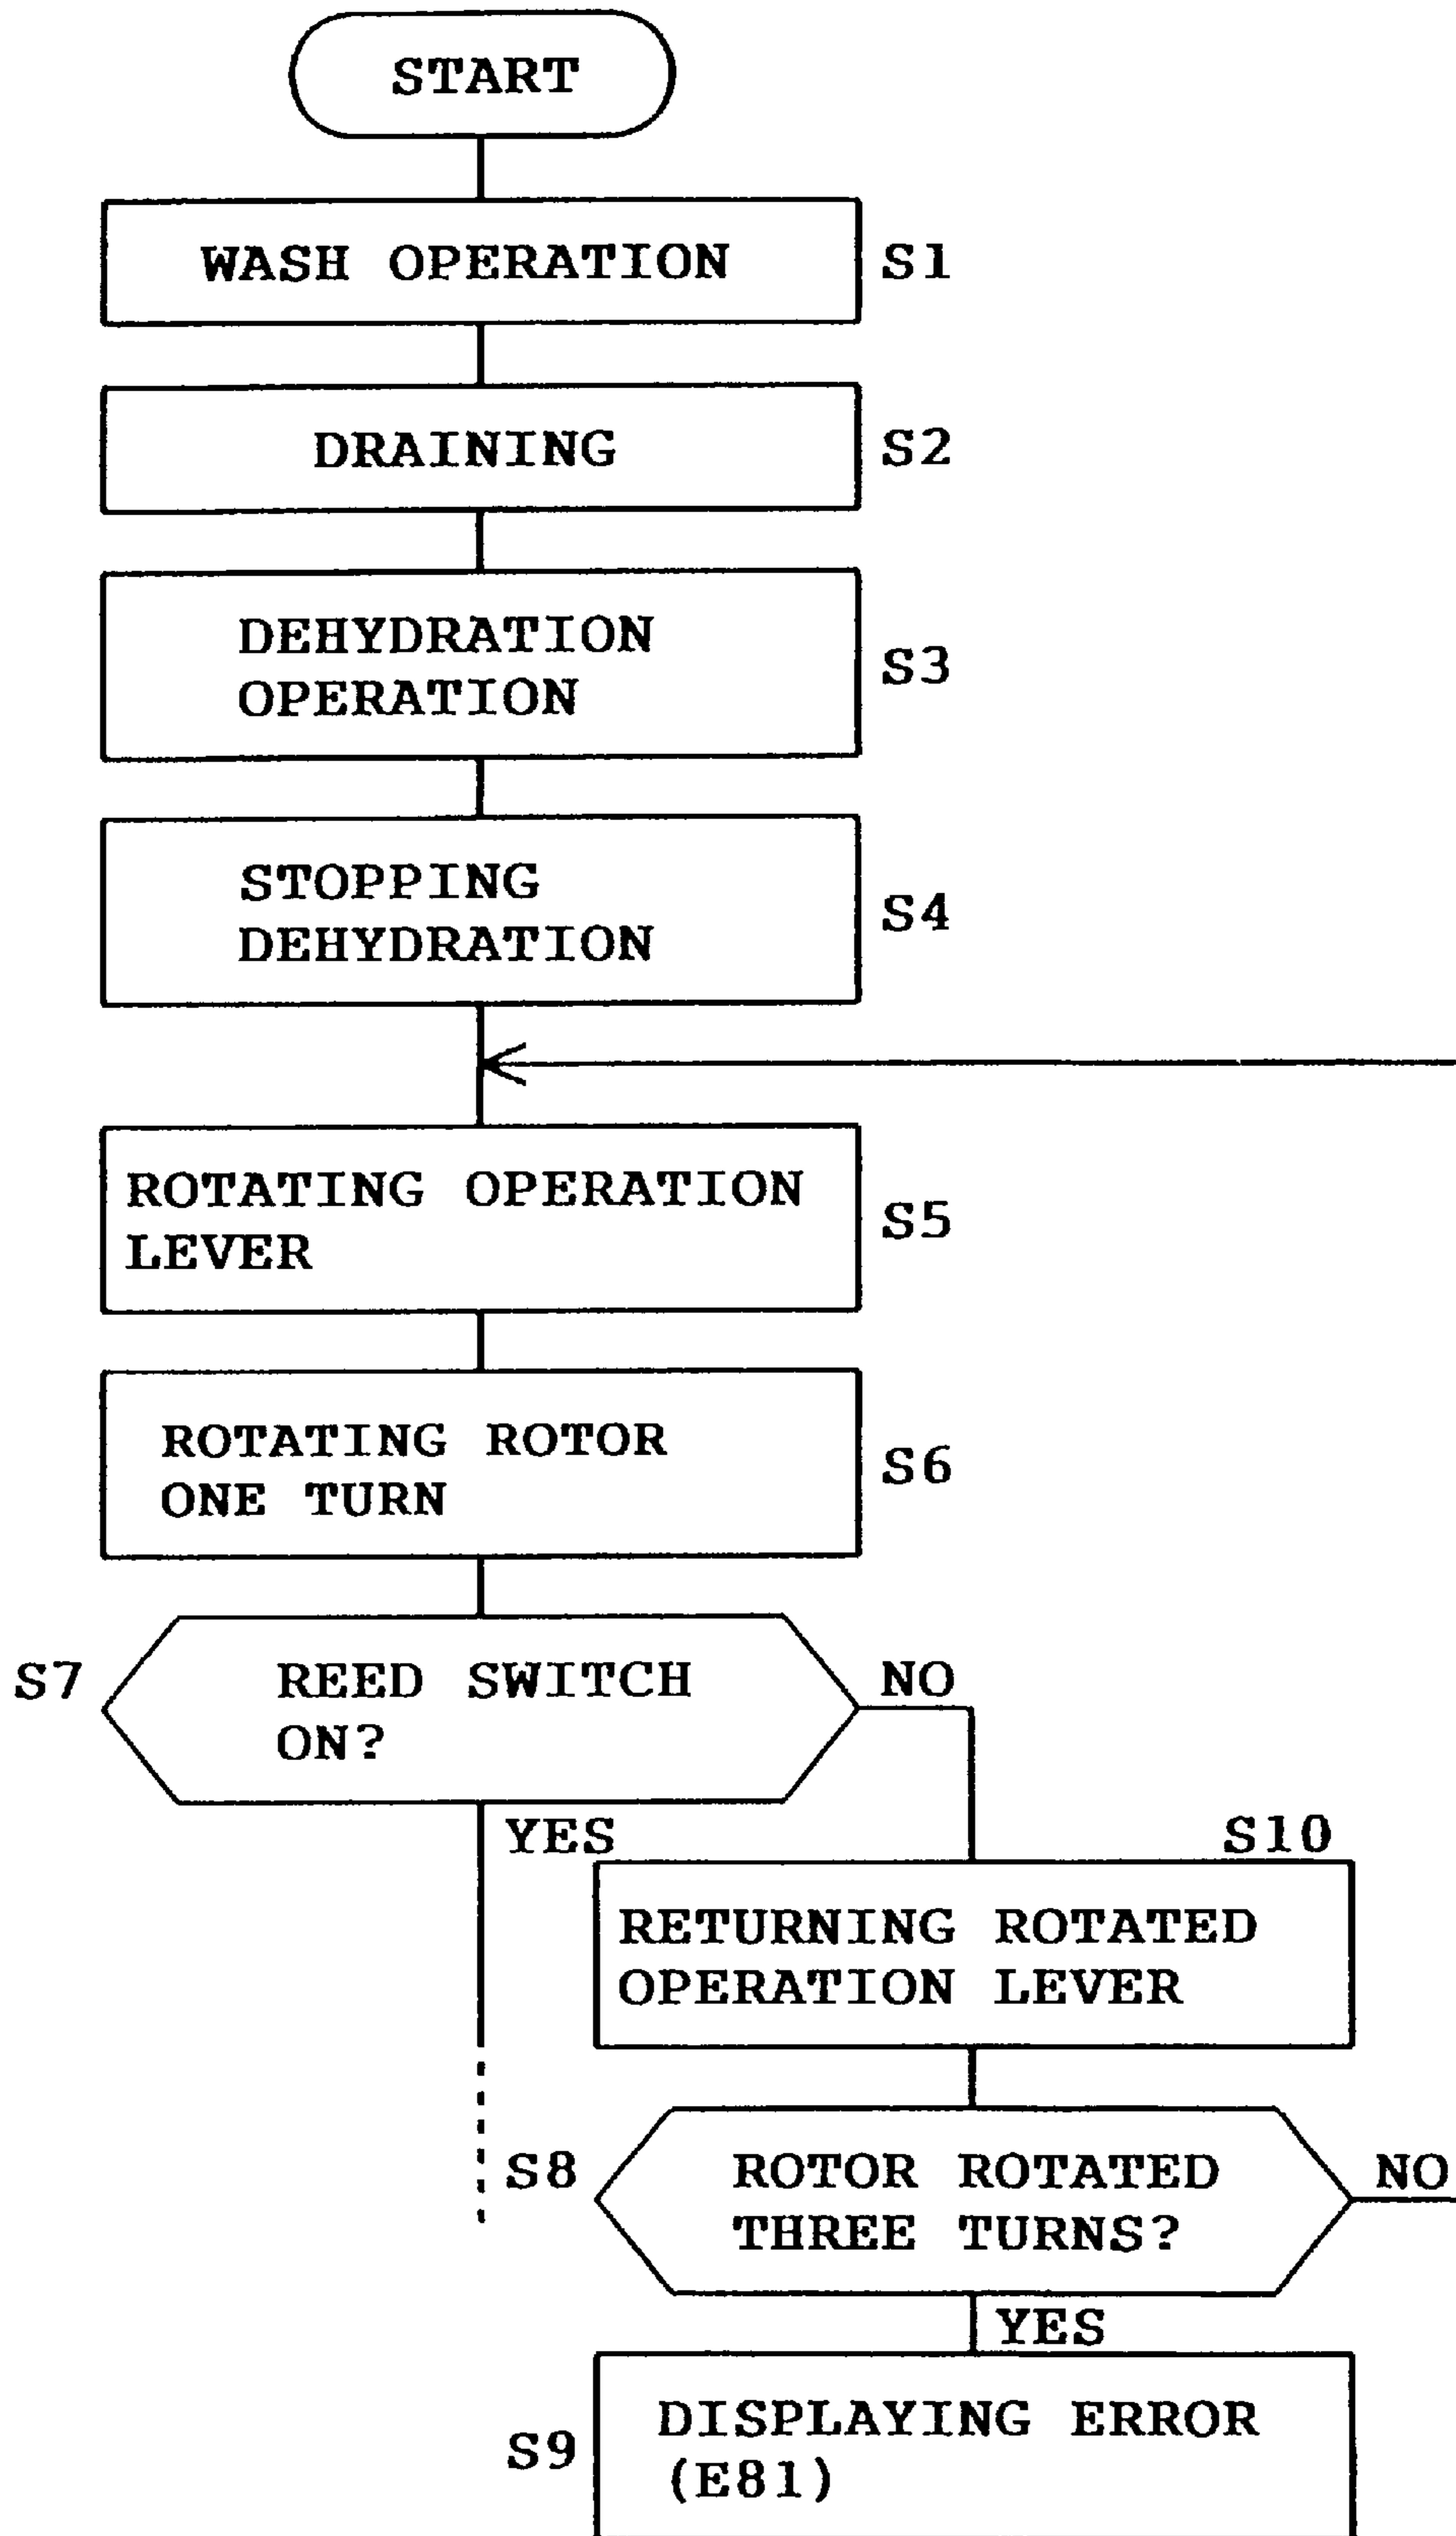 START
WASH OPERATION S1
DRAINING S2
DEHYDRATION
OPERATION
S3
STOPPING
DEHYDRATION
S4
ROTATING OPERATION
LEVER
S5
ROTATING ROTOR
ONE TURN
S6
S7
REED SWITCH
ON?
NO
YES
S10
RETURNING ROTATED
OPERATION LEVER
S8
ROTOR ROTATED
THREE TURNS?
NO
YES
S9
DISPLAYING ERROR
(E81)